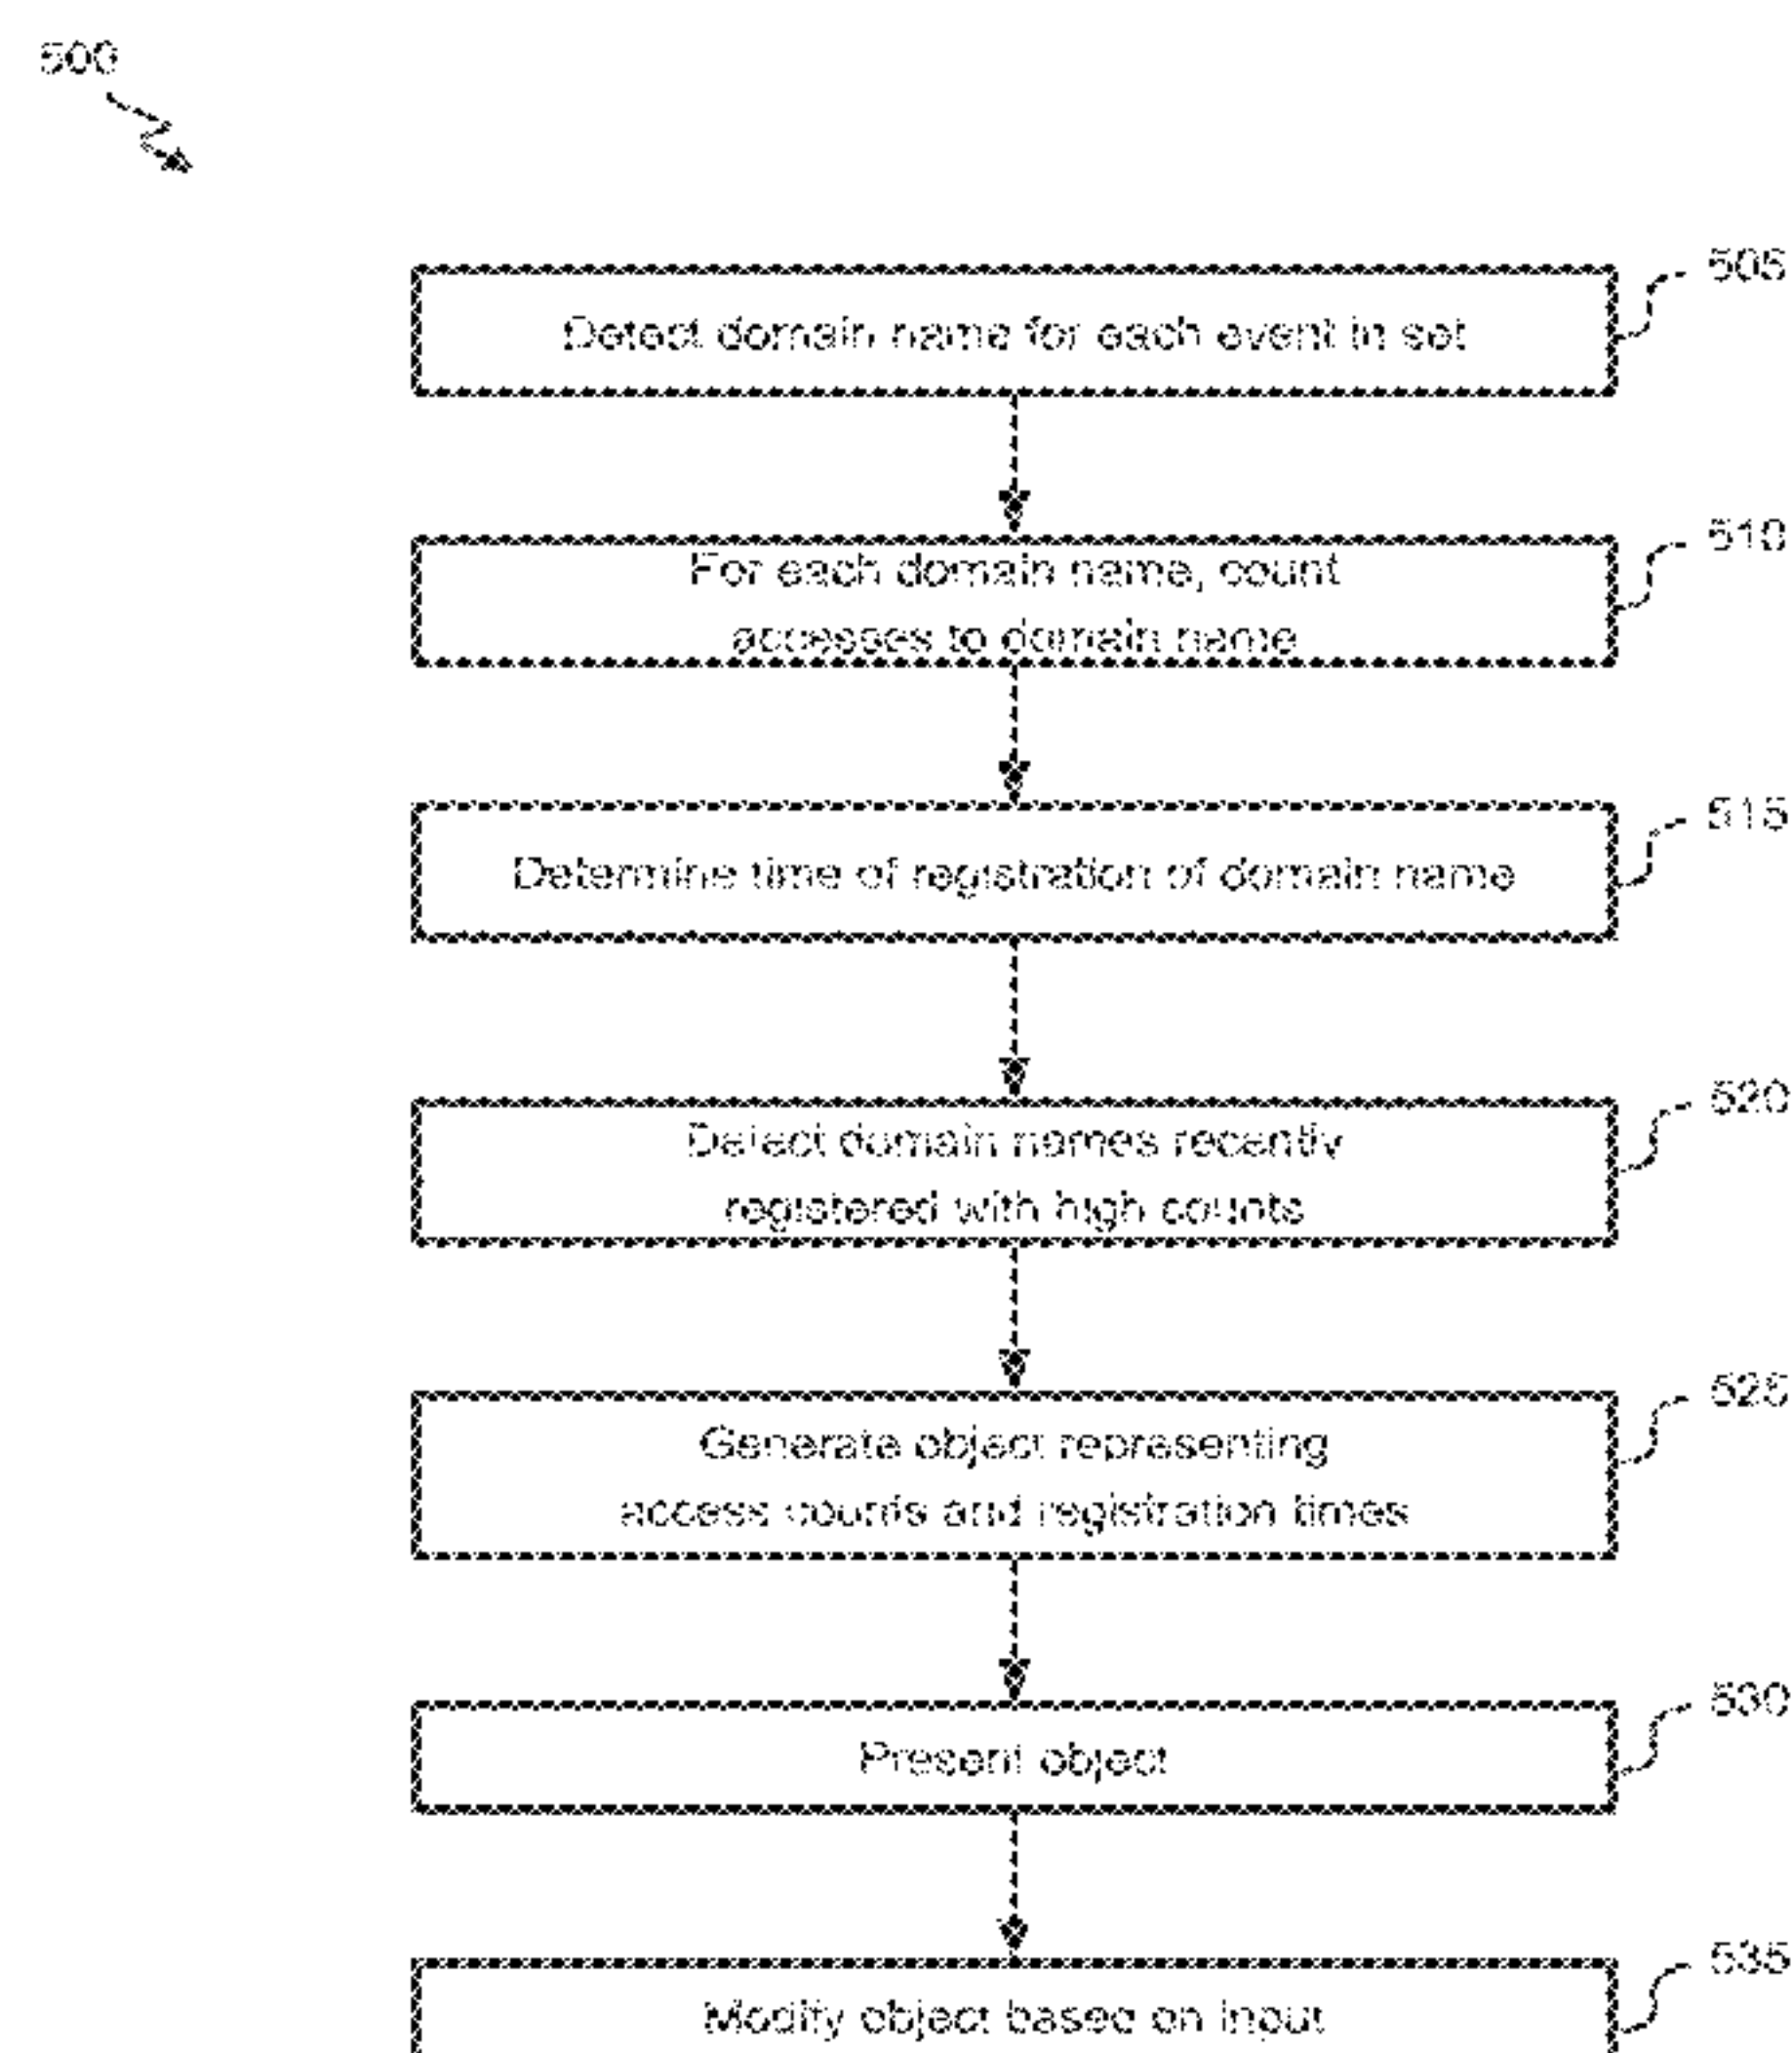 500
505
Detect domain name for each event in set
510
For each domain name, count
accesses to domain name
515
Determine time of registration of domain name
520
Detect domain names recently
registered with high counts
525
Generate object representing
access counts and registration times
530
Present object
535
Modify object based on input